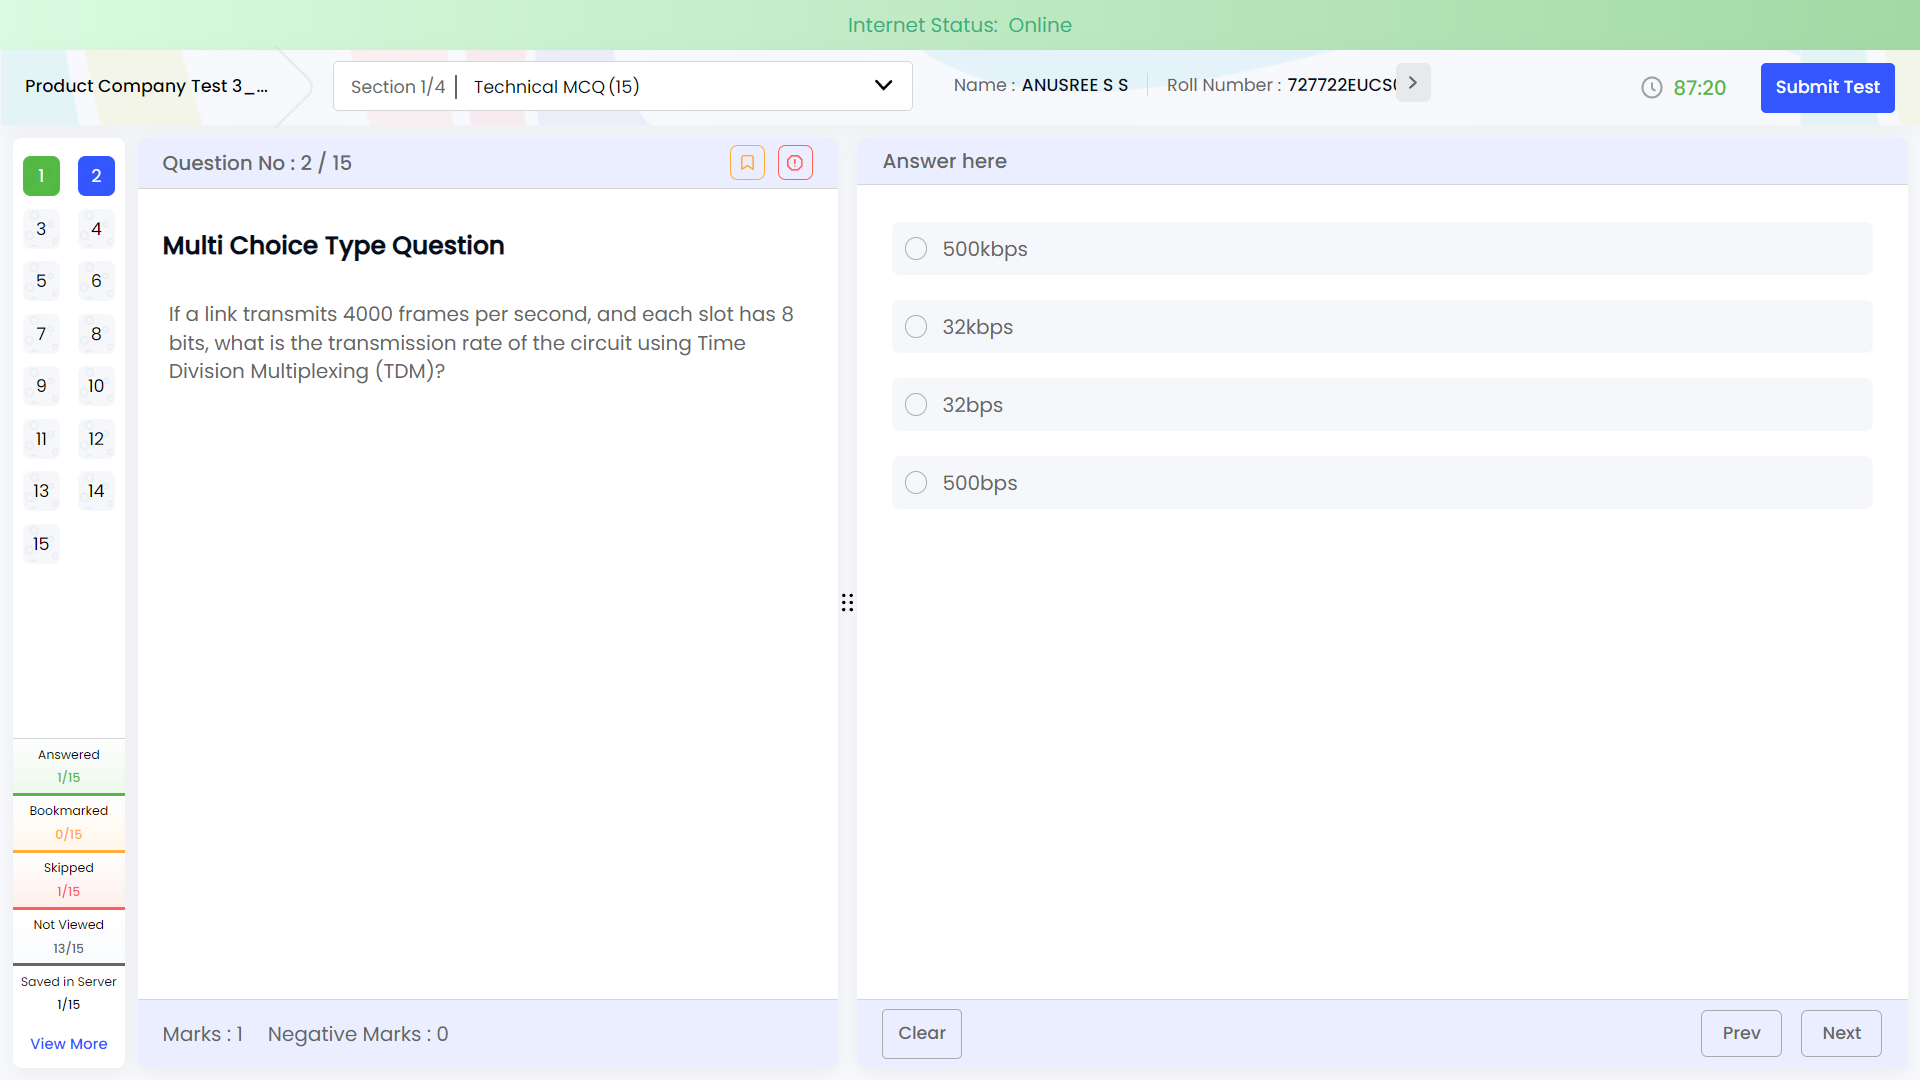 Internet Status: Online
Product Company Test 3_...
Section 1/4 | Technical MCQ (15)
Name : ANUSREE S S
Roll Number : 727722EUCS
87:20
Submit Test
1 2
3 4
5 6
7 8
9 10
11 12
13 14
15
Answered
1/15
Bookmarked
0/15
Skipped
1/15
Not Viewed
13/15
Saved in Server
1/15
View More
Question No : 2 / 15
Multi Choice Type Question
If a link transmits 4000 frames per second, and each slot has 8
bits, what is the transmission rate of the circuit using Time
Division Multiplexing (TDM)?
Marks : 1 Negative Marks : 0
Answer here
500kbps
32kbps
32bps
500bps
Clear
Prev
Next